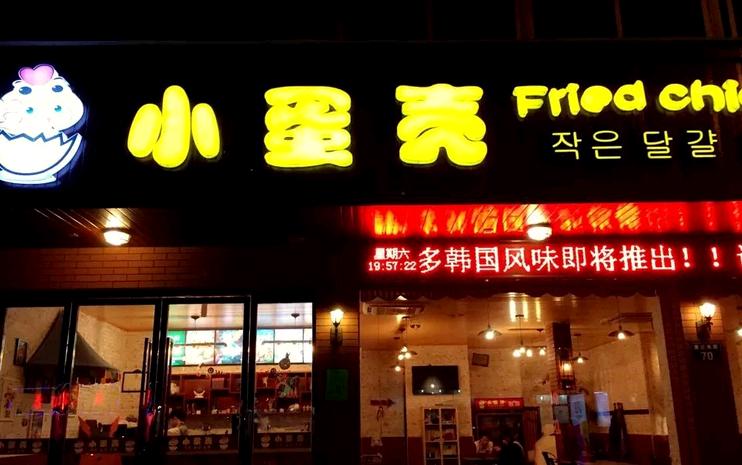 小蛋壳
Fried chi
작은달걀
星期六
19:57:22
多韩国风味即将推出！！
70